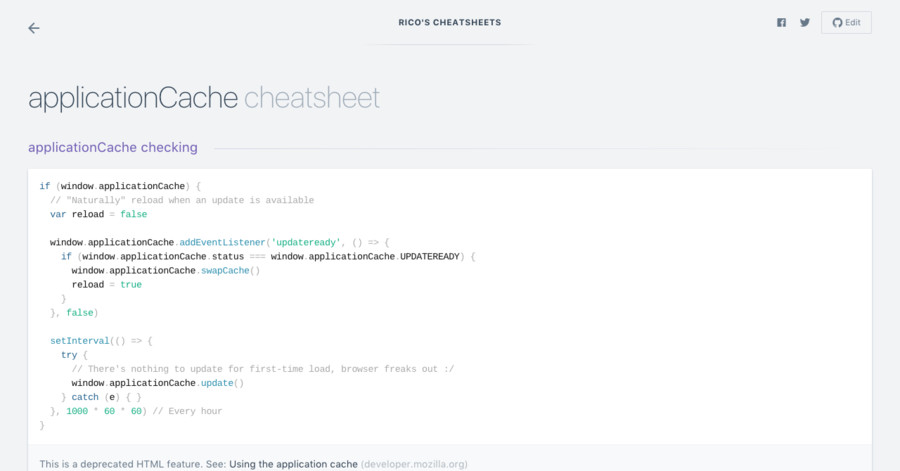 RICO'S CHEATSHEETS
Edit
applicationCache cheatsheet
applicationCache checking
if (window.applicationCache) {
  // "Naturally" reload when an update is available
  var reload = false

  window.applicationCache.addEventListener('updateready', () => {
    if (window.applicationCache.status === window.applicationCache.UPDATEREADY) {
      window.applicationCache.swapCache()
      reload = true
    }
  }, false)

  setInterval(() => {
    try {
      // There's nothing to update for first-time load, browser freaks out :/
      window.applicationCache.update()
    } catch (e) { }
  }, 1000 * 60 * 60) // Every hour
}
This is a deprecated HTML feature. See: Using the application cache (developer.mozilla.org)